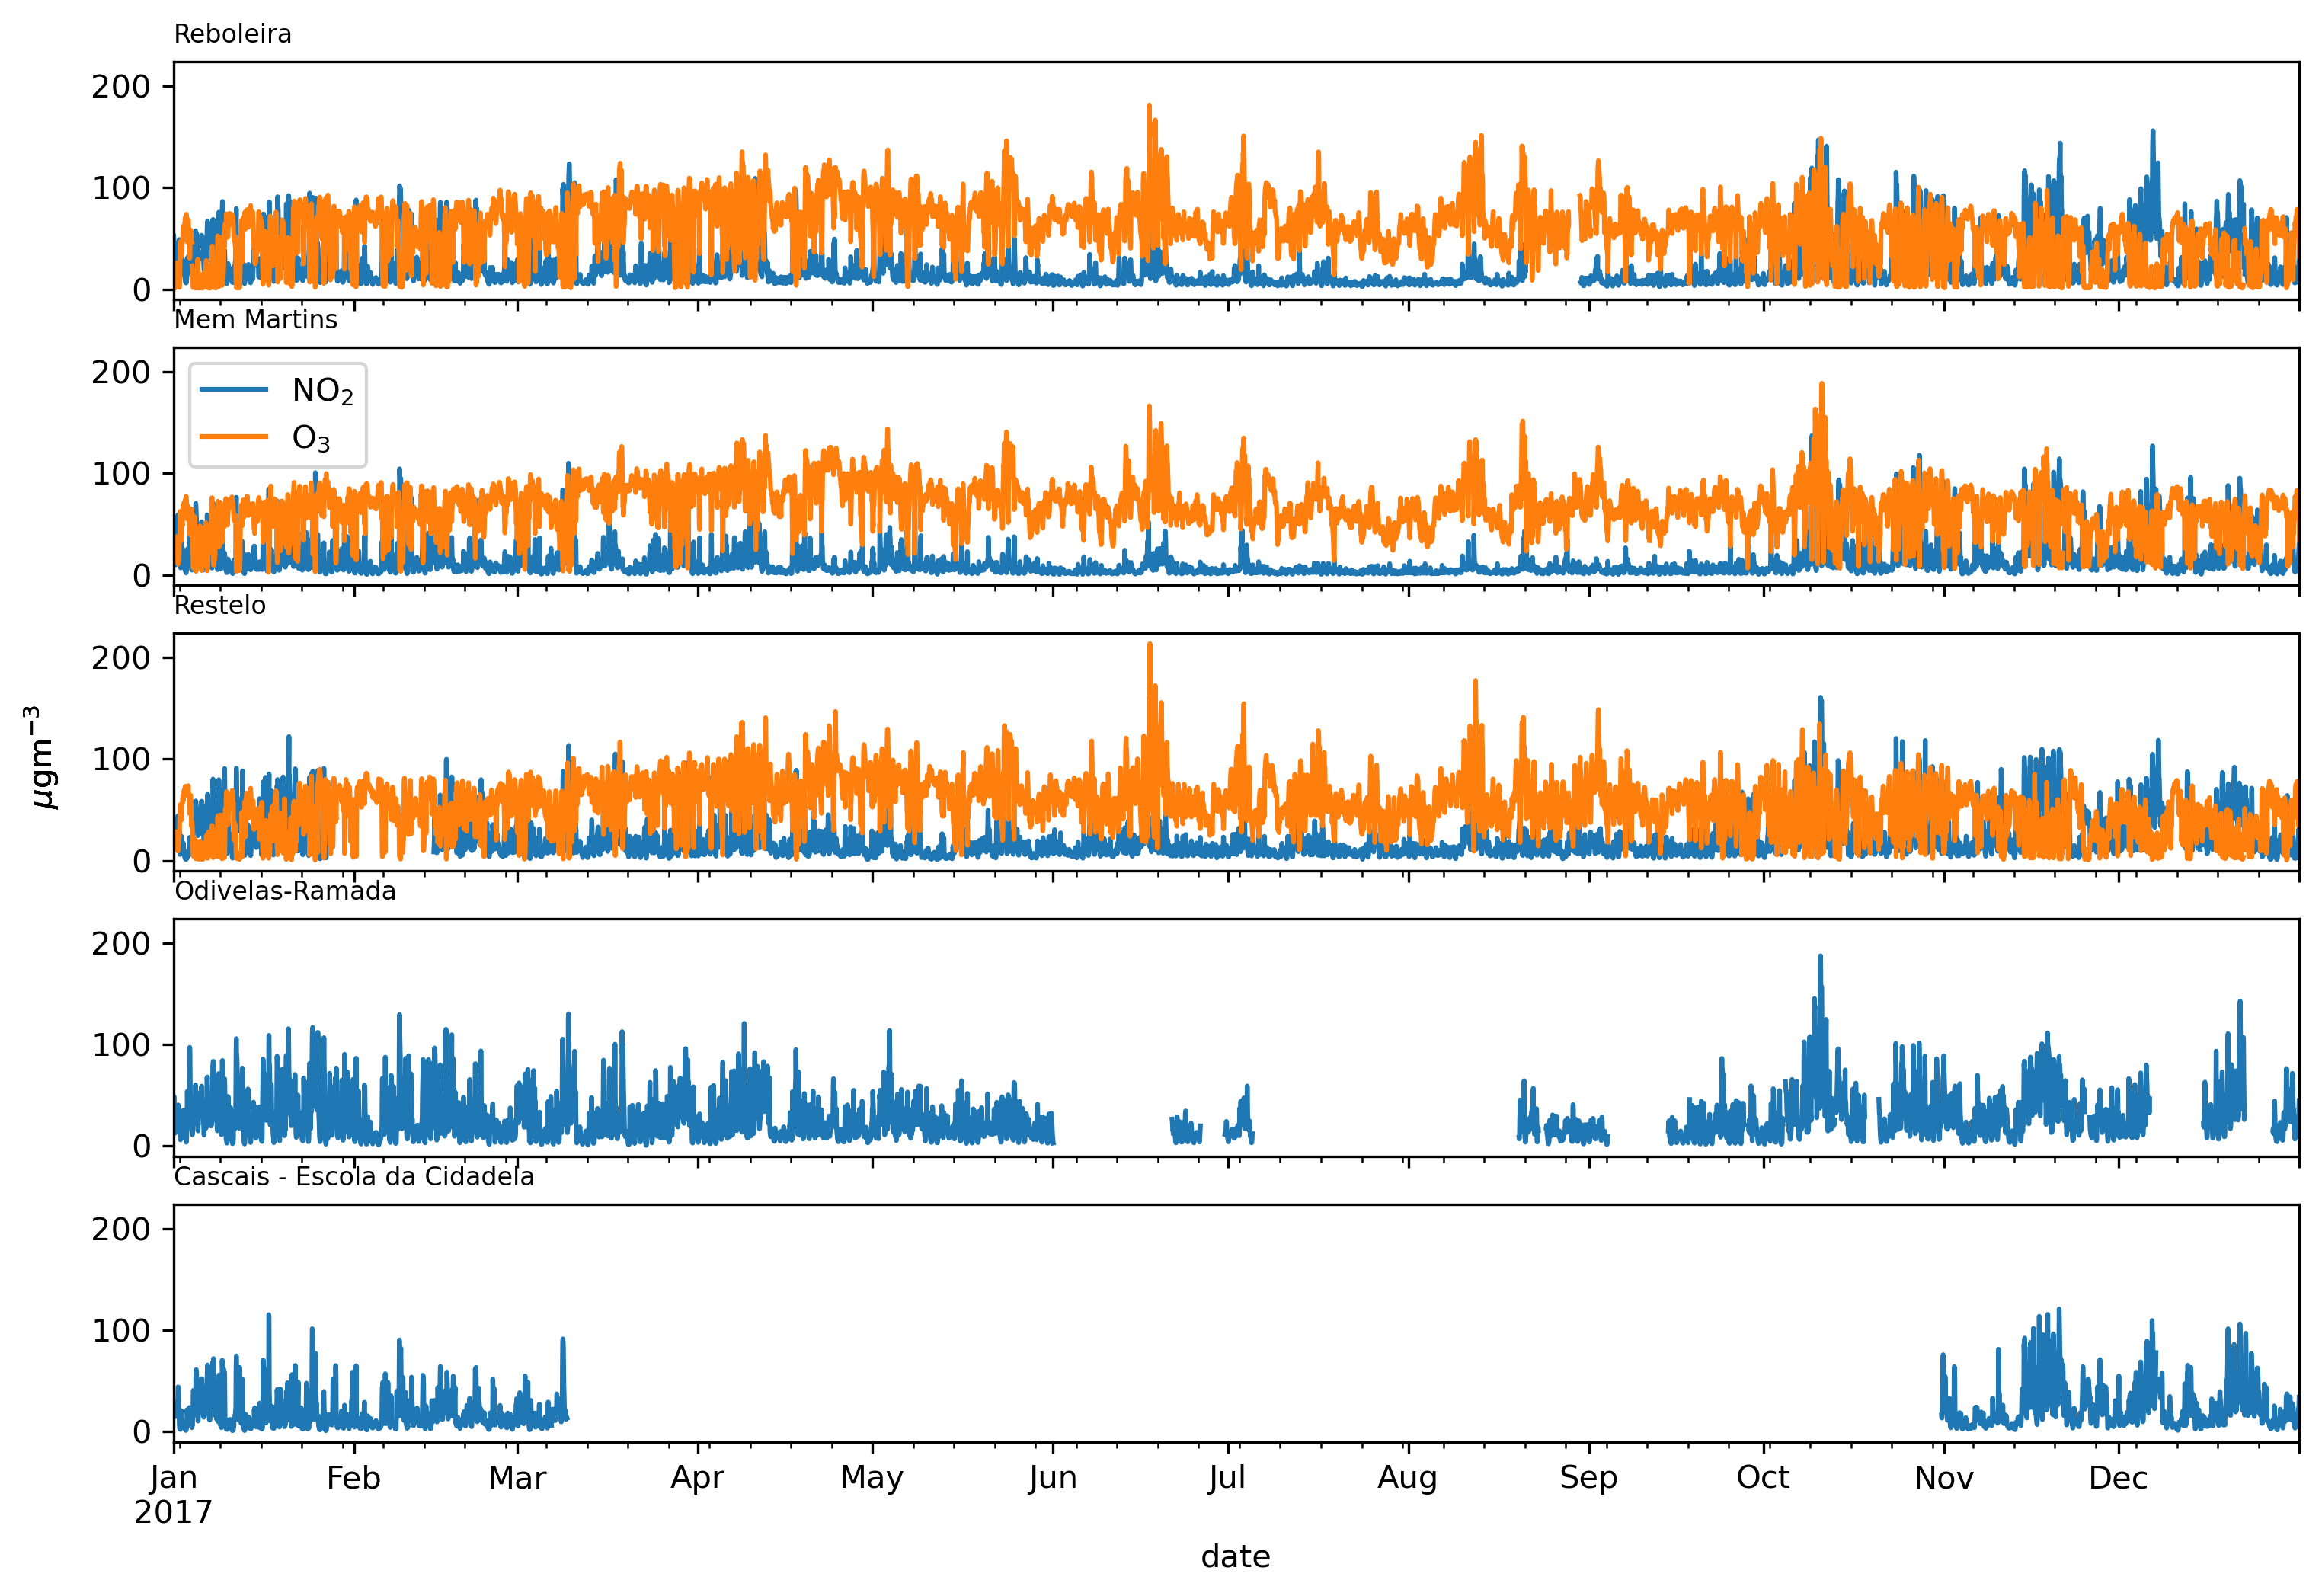 Reboleira
200
100
0
Mem Martins
200
100
0
NO₂
O₃
Restelo
200
100
0
µgm⁻³
Odivelas-Ramada
200
100
0
Cascais - Escola da Cidadela
200
100
0
Jan Feb Mar Apr May Jun Jul Aug Sep Oct Nov Dec
2017
date